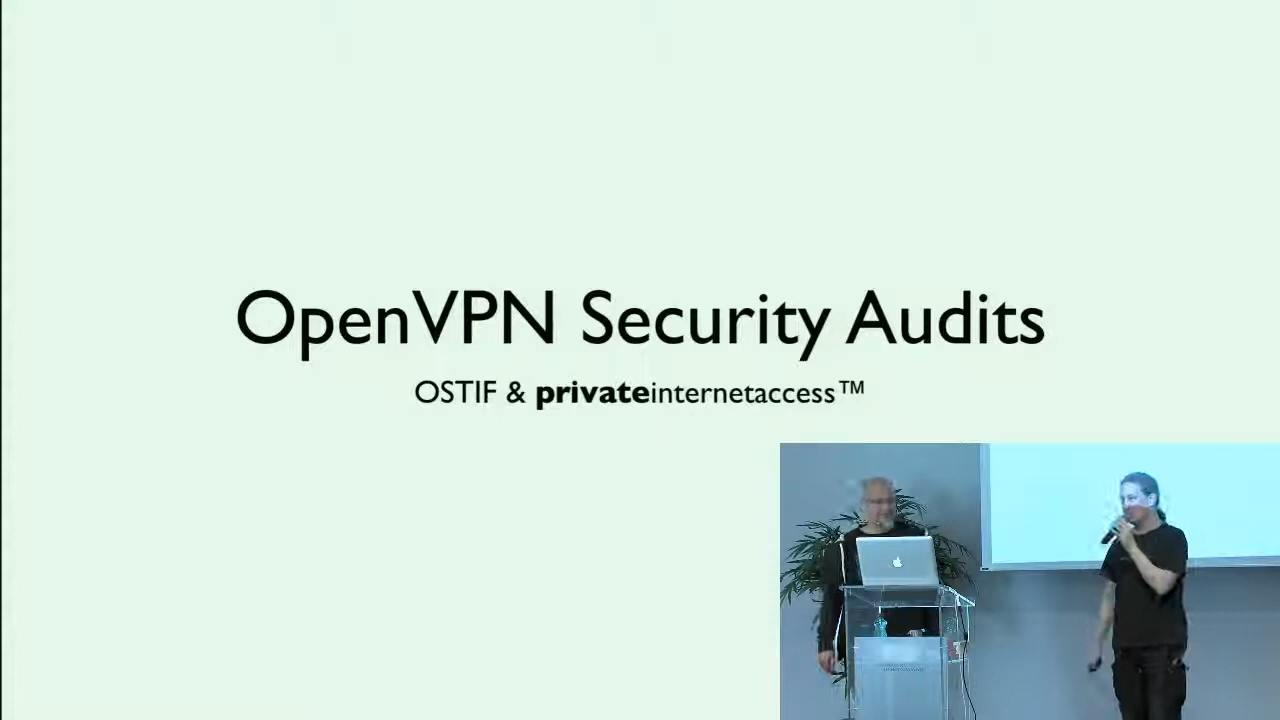 OpenVPN Security Audits
OSTIF & privateinternetaccess™